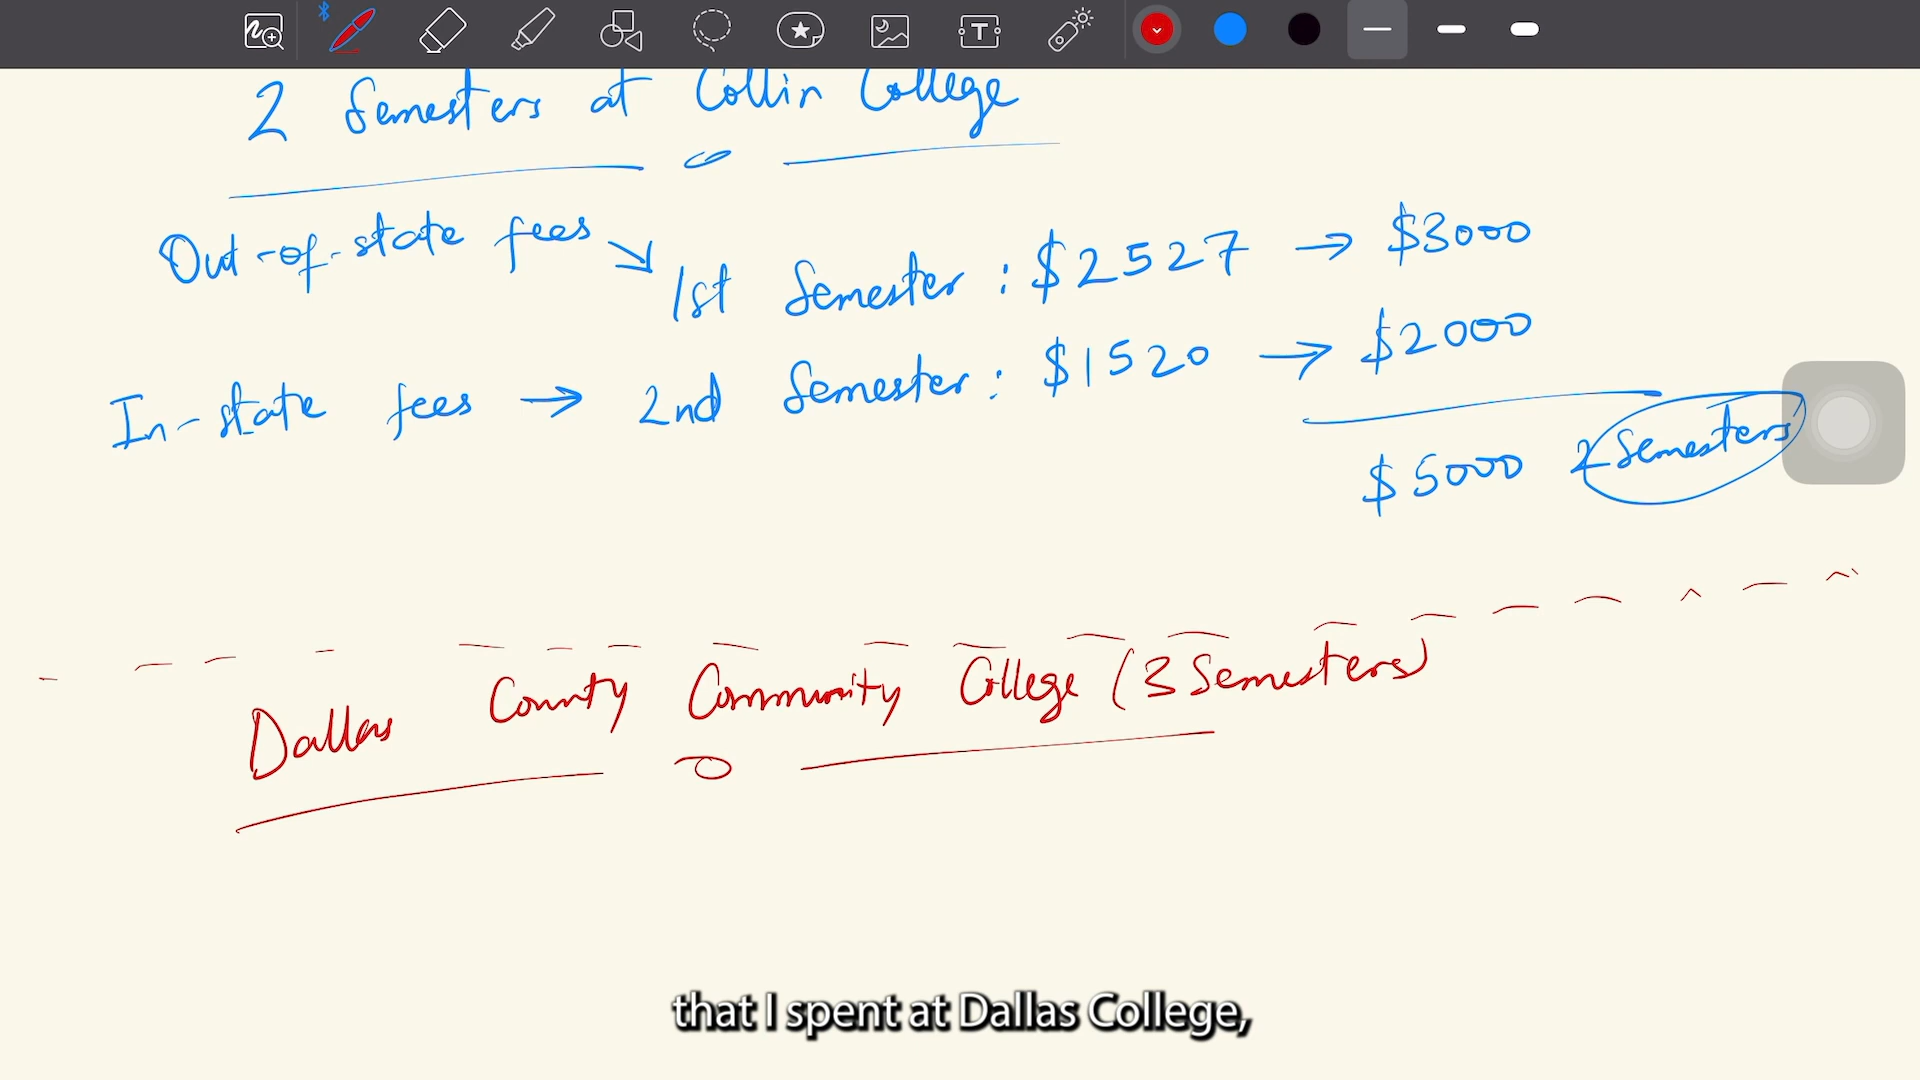 T
2 Semesters at Collin College
Out-of-state fees ↘ 1st Semester : $2527 → $3000
In-state fees → 2nd Semester : $1520 → $2000
$5000 2 Semesters
Dallas County Community College (3 Semesters)
that I spent at Dallas College,